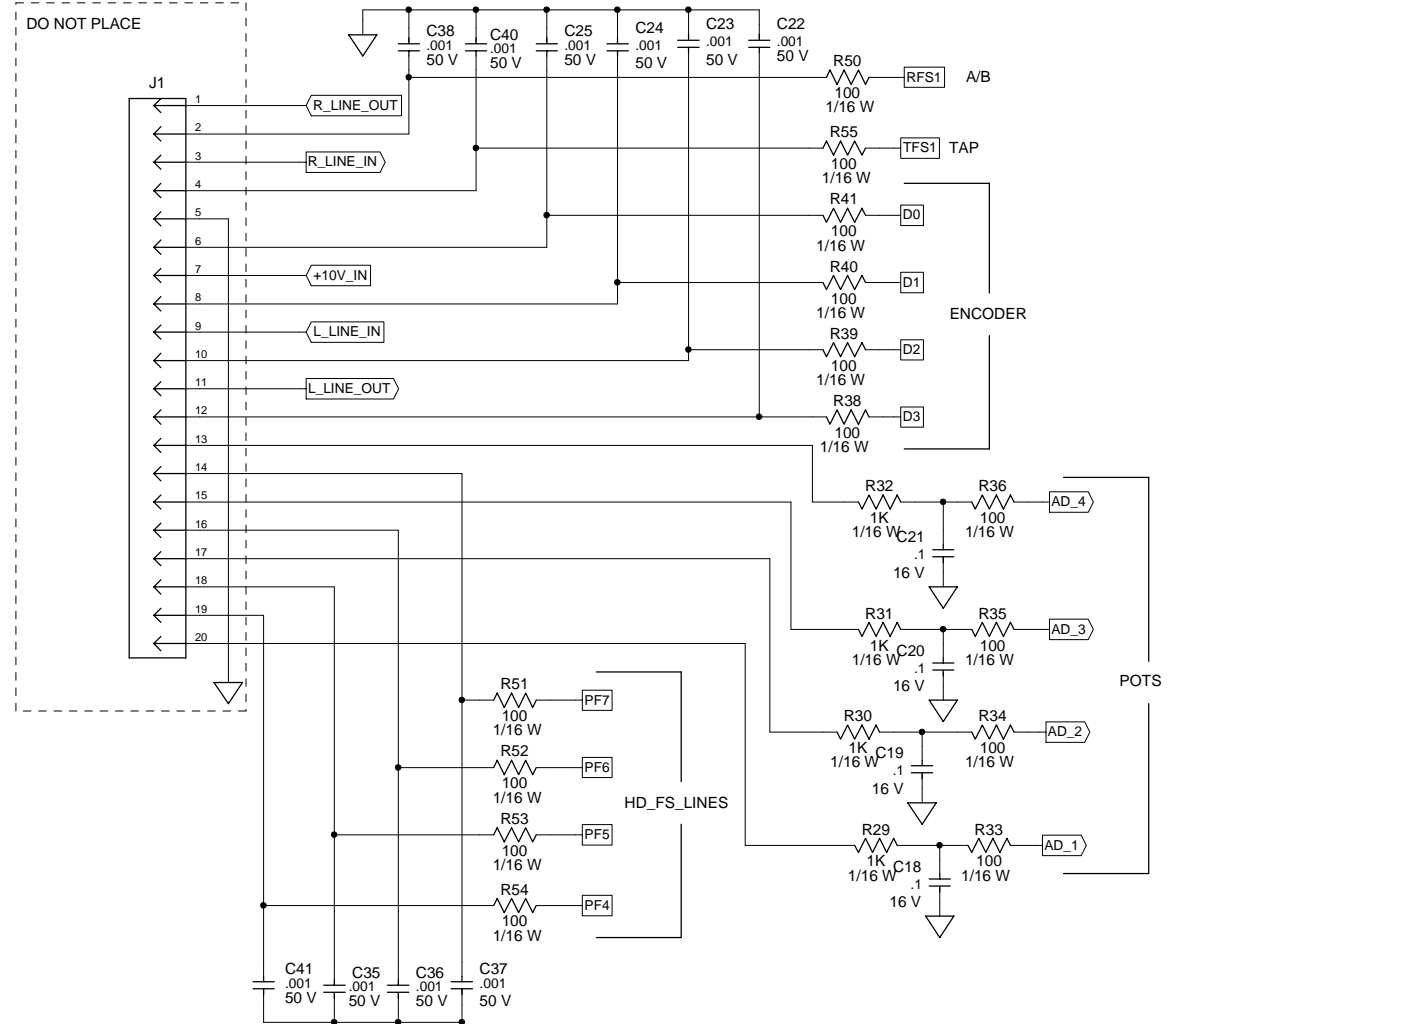 DO NOT PLACE
J1
1
2
3
4
5
6
7
8
9
10
11
12
13
14
15
16
17
18
19
20
R_LINE_OUT
R_LINE_IN
+10V_IN
L_LINE_IN
L_LINE_OUT
C38
.001
50 V
C40
.001
50 V
C25
.001
50 V
C24
.001
50 V
C23
.001
50 V
C22
.001
50 V
R50
100
1/16 W
RFS1
A/B
R55
100
1/16 W
TFS1
TAP
R41
100
1/16 W
D0
R40
100
1/16 W
D1
R39
100
1/16 W
D2
R38
100
1/16 W
D3
ENCODER
R32
1K
1/16 W
C21
.1
16 V
R36
100
1/16 W
AD_4
R31
1K
1/16 W
C20
.1
16 V
R35
100
1/16 W
AD_3
R30
1K
1/16 W
C19
.1
16 V
R34
100
1/16 W
AD_2
R29
1K
1/16 W
C18
.1
16 V
R33
100
1/16 W
AD_1
POTS
R51
100
1/16 W
PF7
R52
100
1/16 W
PF6
R53
100
1/16 W
PF5
R54
100
1/16 W
PF4
HD_FS_LINES
C41
.001
50 V
C35
.001
50 V
C36
.001
50 V
C37
.001
50 V